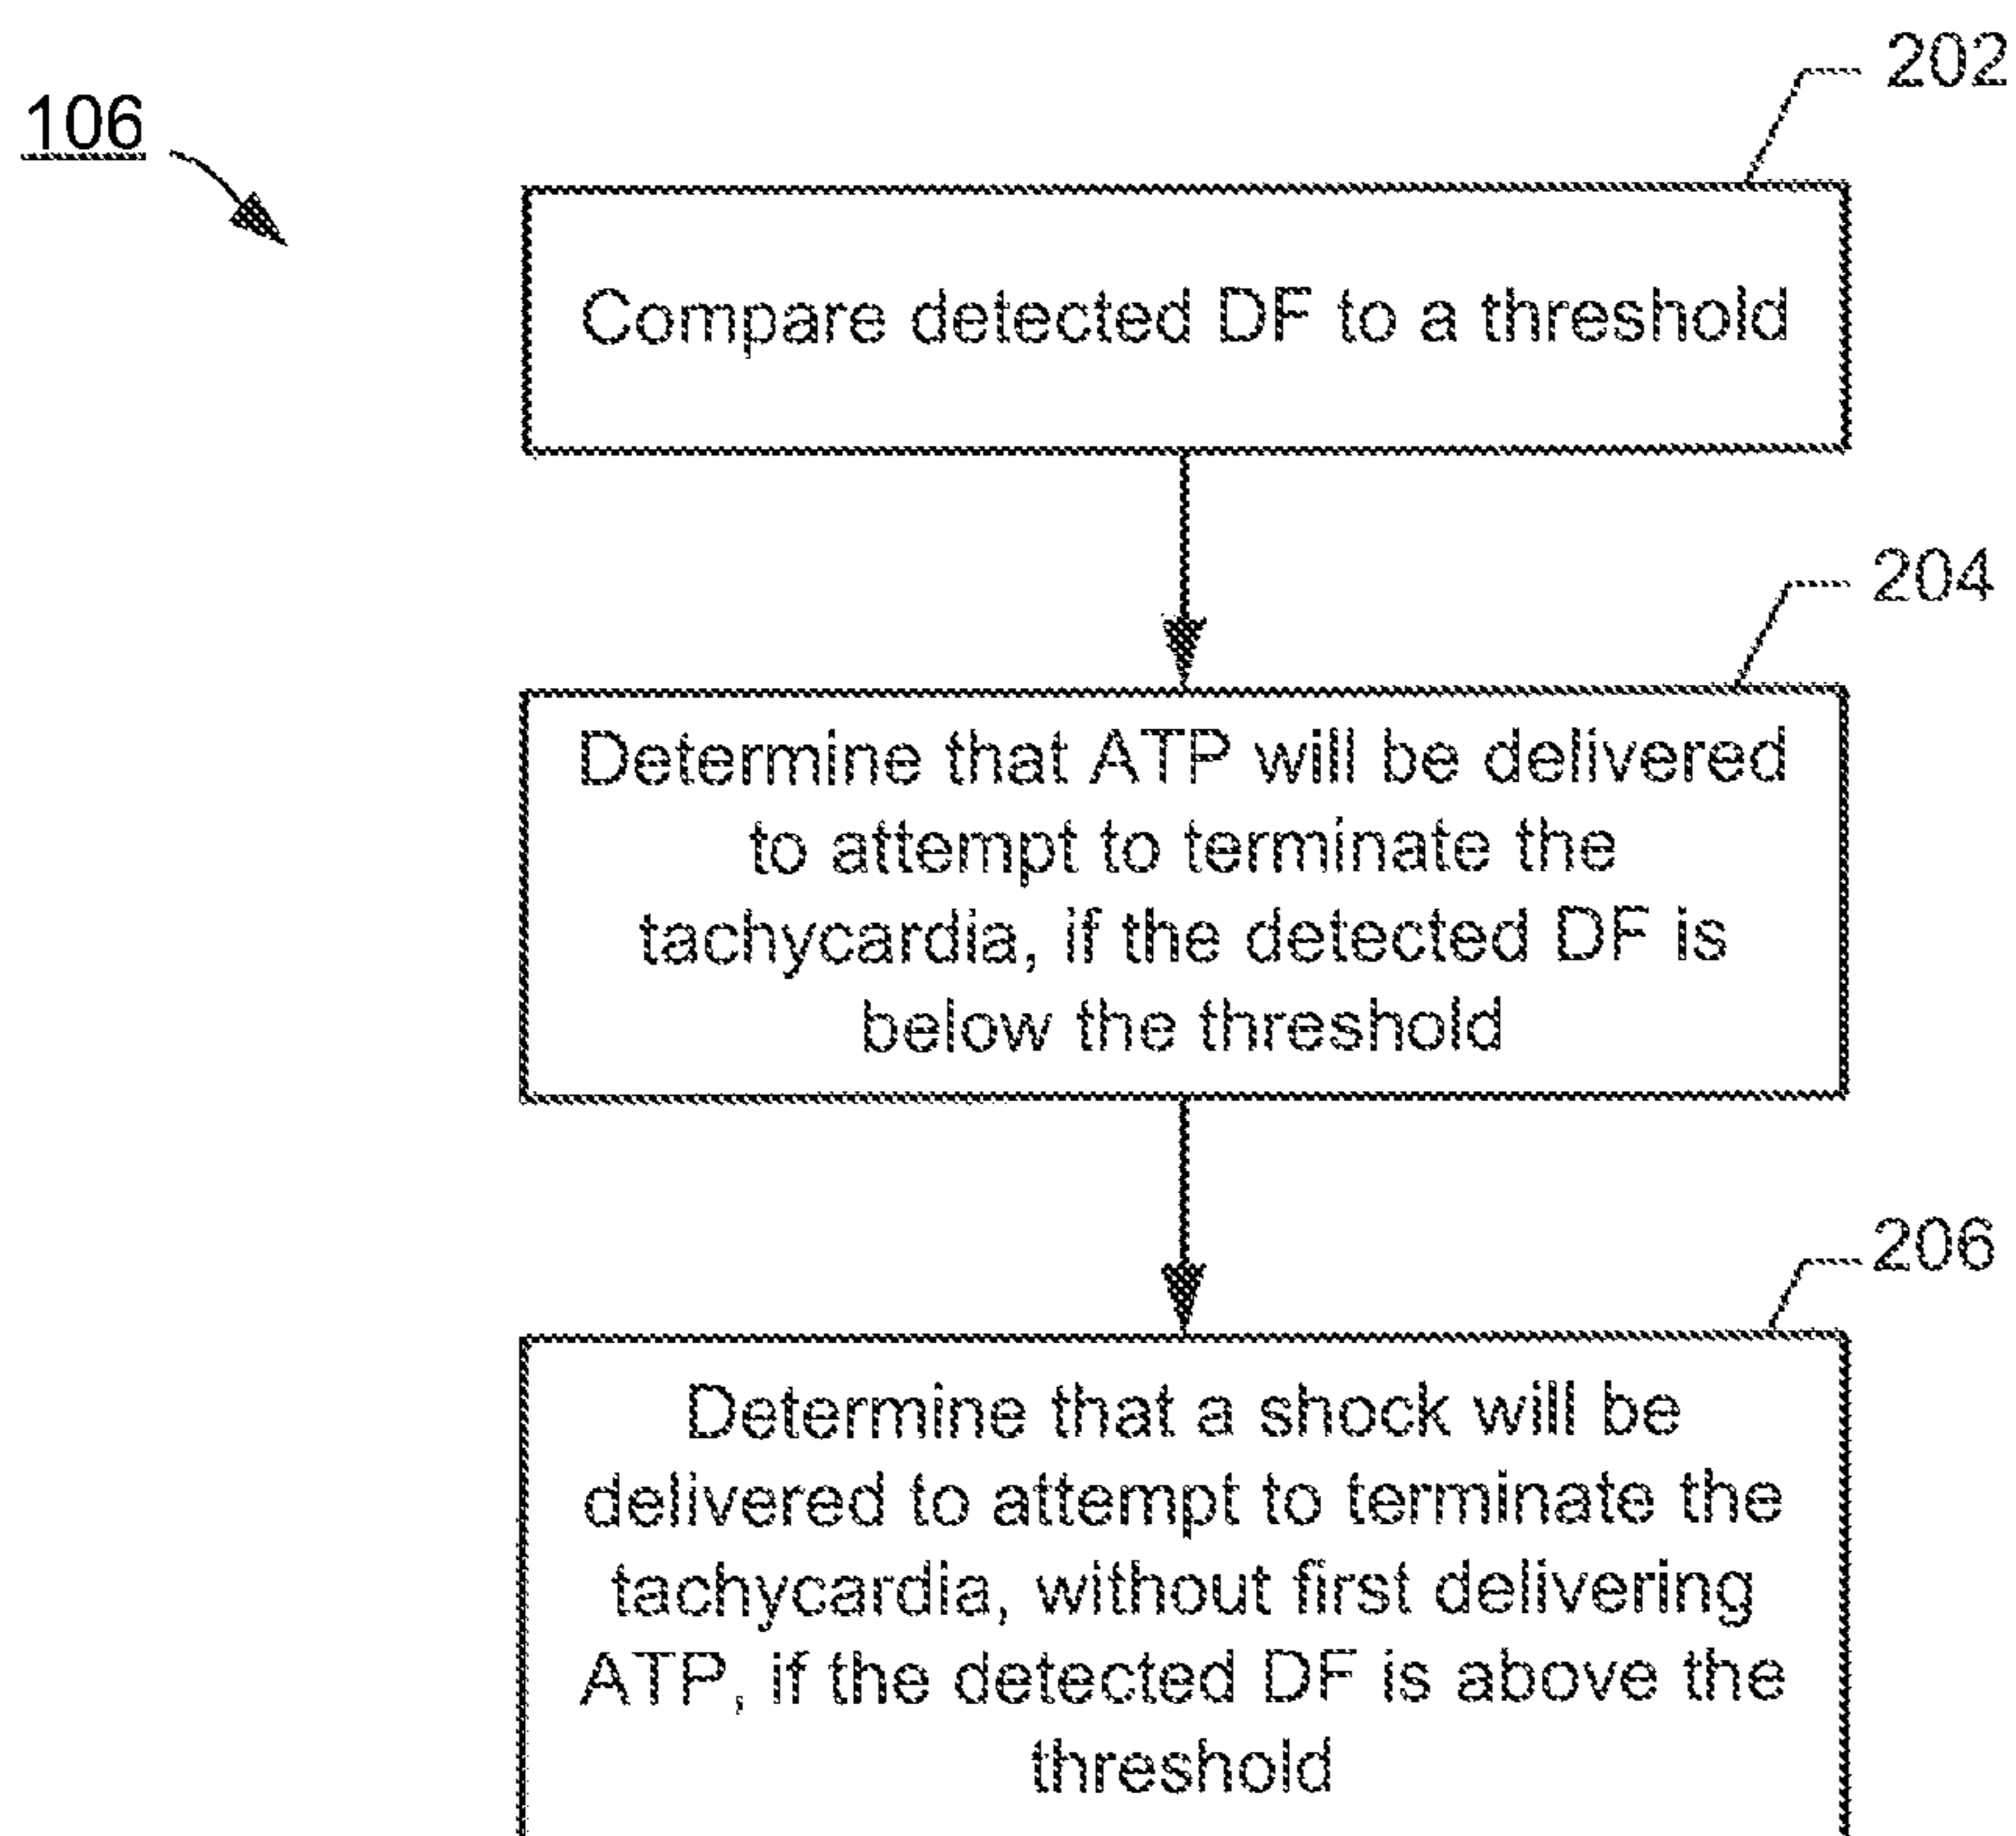 202
106
Compare detected DF to a threshold
204
Determine that ATP will be delivered
to attempt to terminate the
tachycardia, if the detected DF is
below the threshold
206
Determine that a shock will be
delivered to attempt to terminate the
tachycardia, without first delivering
ATP, if the detected DF is above the
threshold